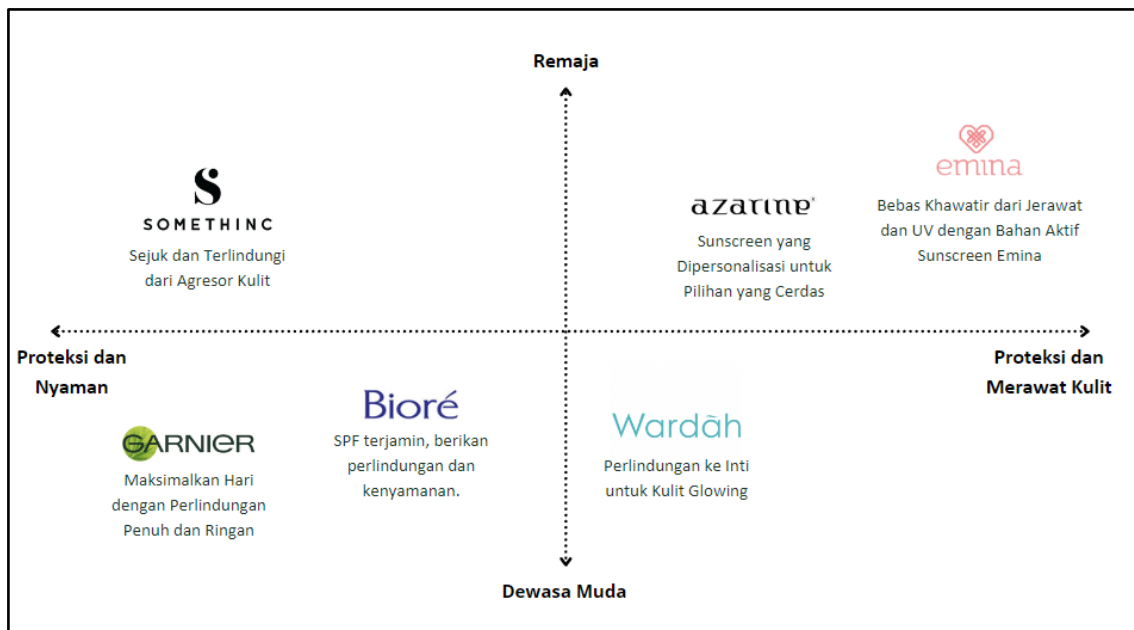 Remaja
SOMETHINC
Sejuk dan Terlindungi
dari Agresor Kulit
azarine
Sunscreen yang
Dipersonalisasi untuk
Pilihan yang Cerdas
emina
Bebas Khawatir dari Jerawat
dan UV dengan Bahan Aktif
Sunscreen Emina
Proteksi dan
Nyaman
Proteksi dan
Merawat Kulit
GARNIER
Maksimalkan Hari
dengan Perlindungan
Penuh dan Ringan
Bioré
SPF terjamin, berikan
perlindungan dan
kenyamanan.
Wardāh
Perlindungan ke Inti
untuk Kulit Glowing
Dewasa Muda